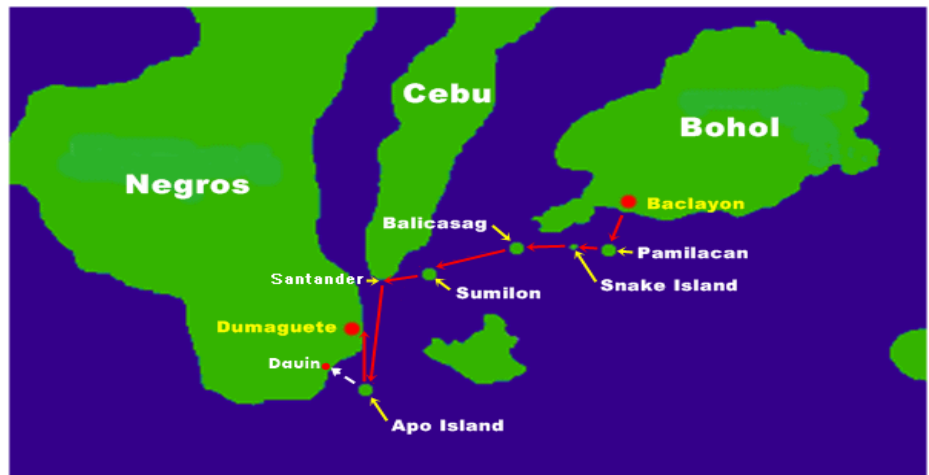 Cebu
Bohol
Negros
Baclayon
Balicasag
Pamilacan
Santander
Snake Island
Sumilon
Dumaguete
Dauin
Apo Island